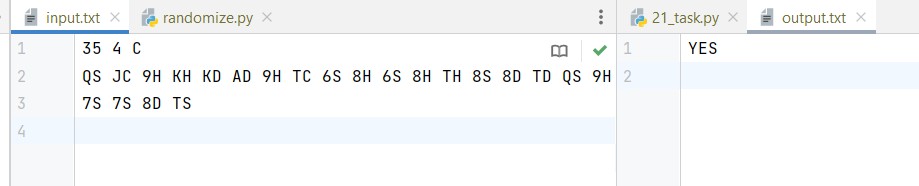 input.txt randomize.py 21_task.py output.txt
1 35 4 C 1 YES
2 QS JC 9H KH KD AD 9H TC 6S 8H 6S 8H TH 8S 8D TD QS 9H 2
3 7S 7S 8D TS
4